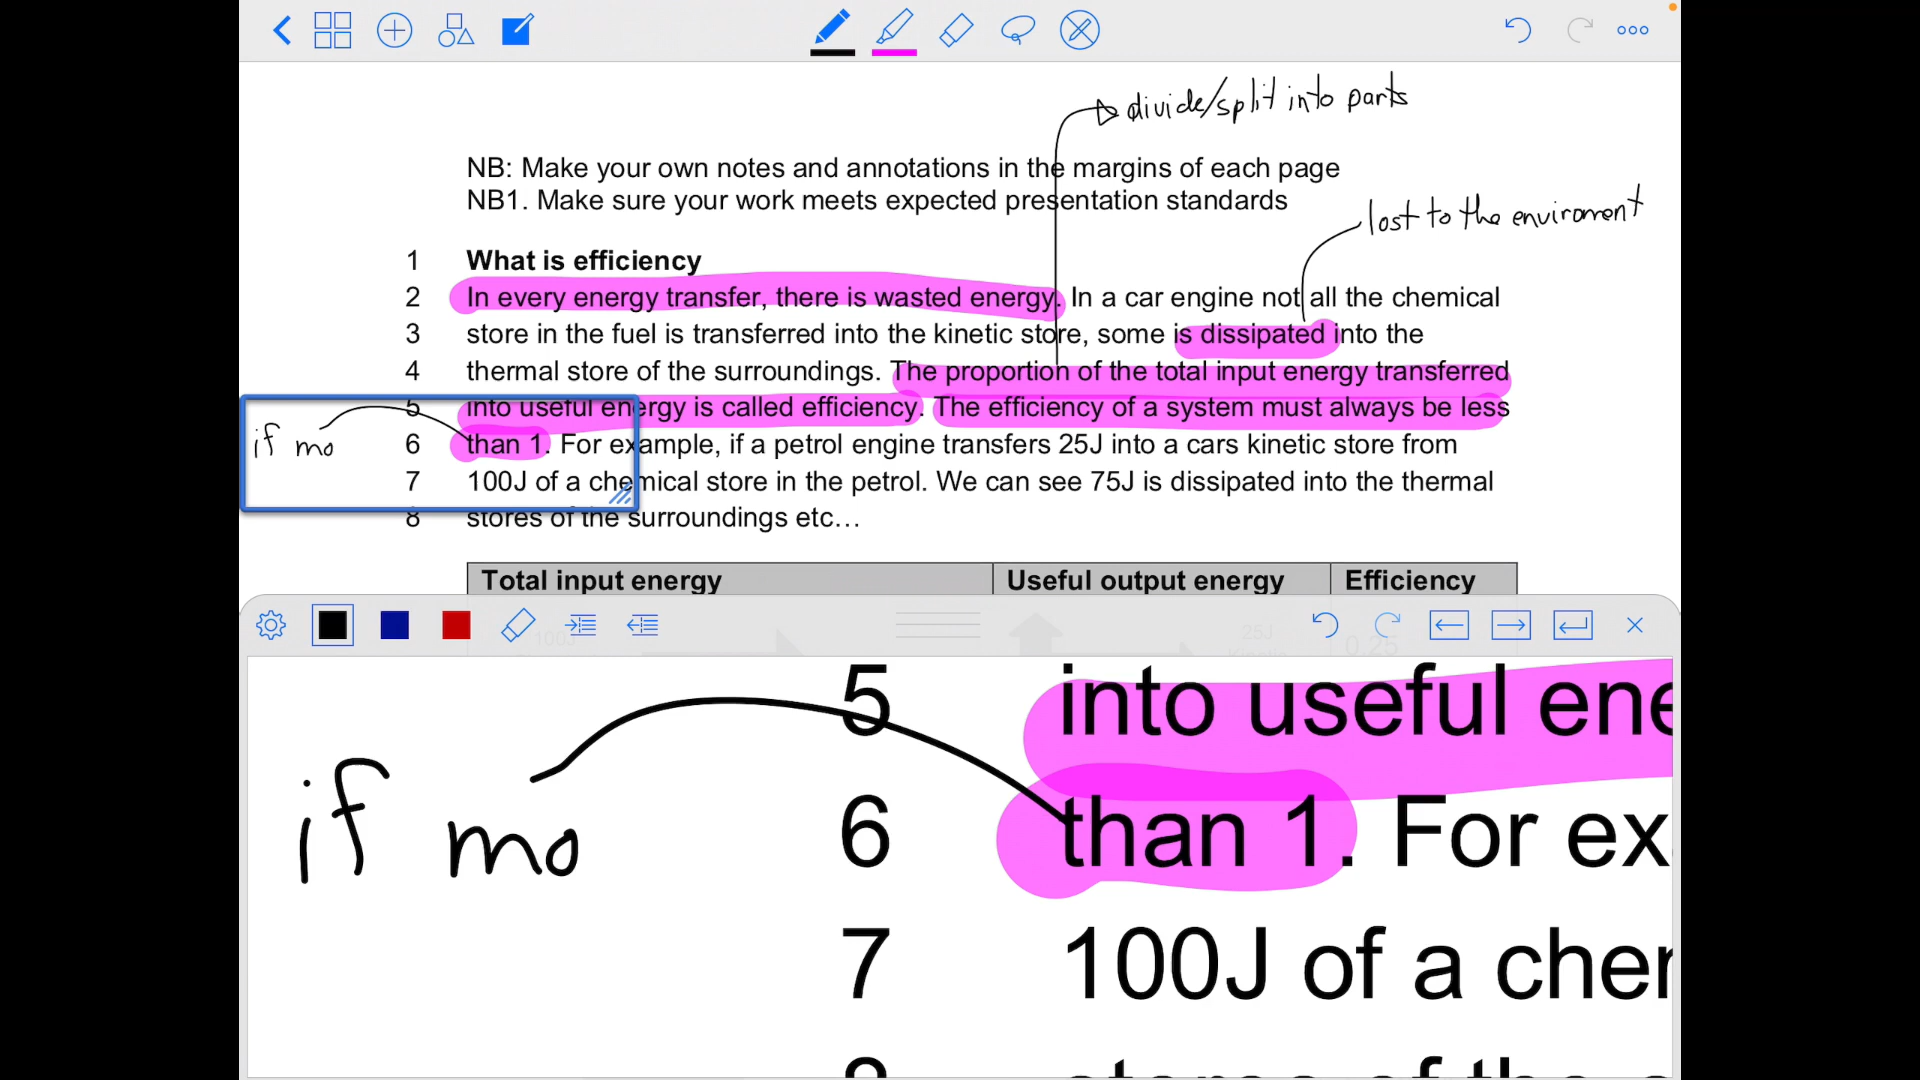 divide/split into parts
NB: Make your own notes and annotations in the margins of each page
NB1. Make sure your work meets expected presentation standards
lost to the enviroment
1 What is efficiency
2 In every energy transfer, there is wasted energy. In a car engine not all the chemical
3 store in the fuel is transferred into the kinetic store, some is dissipated into the
4 thermal store of the surroundings. The proportion of the total input energy transferred
5 into useful energy is called efficiency. The efficiency of a system must always be less
if mo 6 than 1. For example, if a petrol engine transfers 25J into a cars kinetic store from
7 100J of a chemical store in the petrol. We can see 75J is dissipated into the thermal
8 stores of the surroundings etc…
Total input energy Useful output energy Efficiency
100J 25J 0.25
5 into useful ene
if mo 6 than 1. For ex
7 100J of a cher